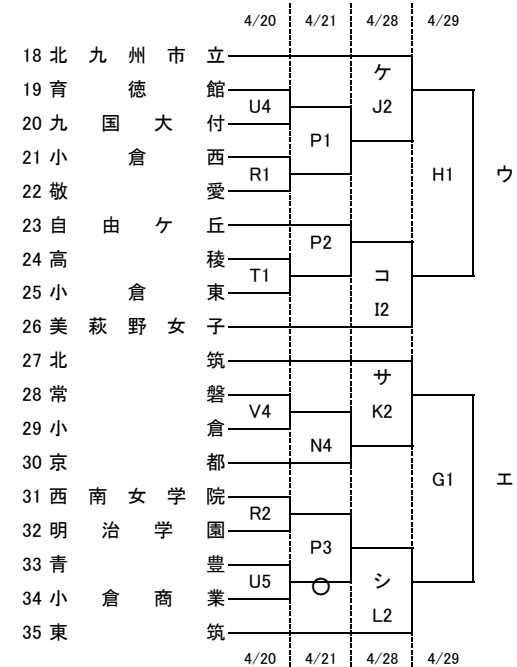 4/20 4/21 4/28 4/29
18 北九州市立
ケ
19 育徳館
U4 J2
20 九国大付
P1
21 小倉西
R1 H1 ウ
22 敬愛
23 自由ケ丘
P2
24 高稜
T1 コ
25 小倉東
I2
26 美萩野女子
27 北筑
サ
28 常磐
V4 K2
29 小倉
N4
30 京都
G1 エ
31 西南女学院
R2
32 明治学園
P3
33 青豊
U5 ○ シ
34 小倉商業
L2
35 東筑
4/20 4/21 4/28 4/29